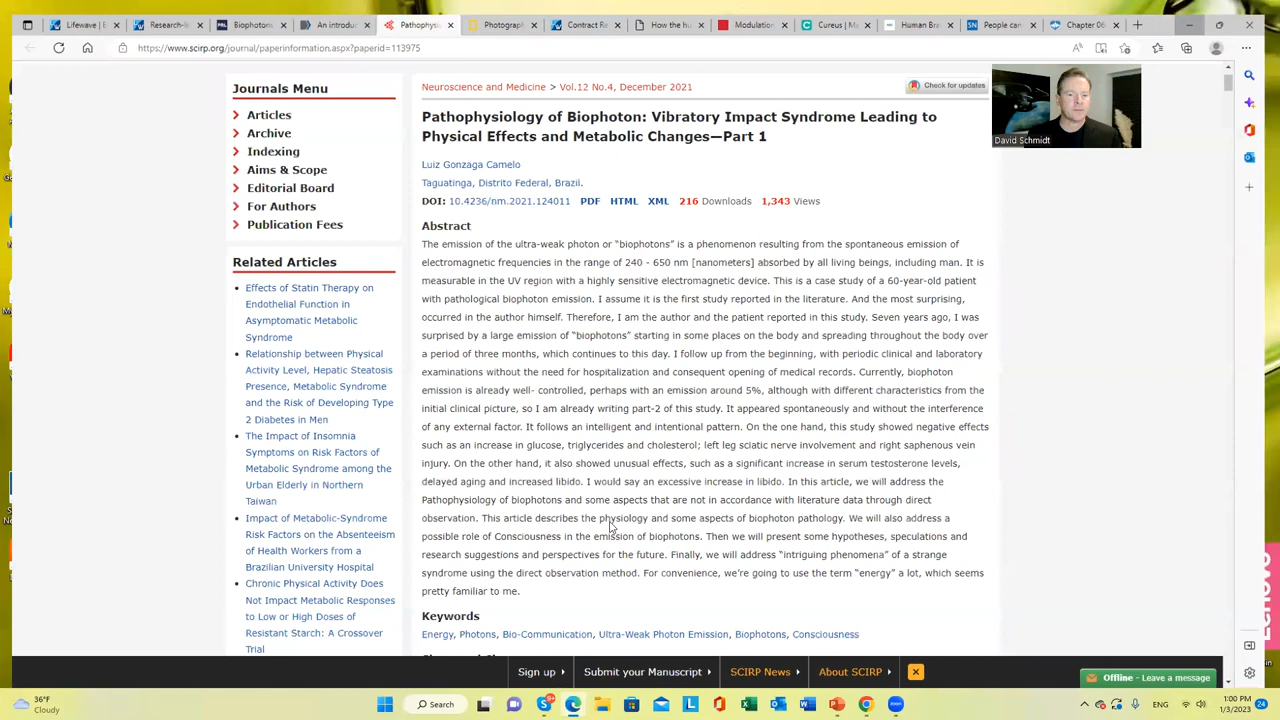 Lifewave |
Research-l
Biophotons
An introduc
Pathophysi
Photograph
Contract Re
How the hu
Modulation
Cureus | Ma
Human Bra
People can
Chapter 06
https://www.scirp.org/journal/paperinformation.aspx?paperid=113975
Journals Menu
Articles
Archive
Indexing
Aims & Scope
Editorial Board
For Authors
Publication Fees
Related Articles
Effects of Statin Therapy on
Endothelial Function in
Asymptomatic Metabolic
Syndrome
Relationship between Physical
Activity Level, Hepatic Steatosis
Presence, Metabolic Syndrome
and the Risk of Developing Type
2 Diabetes in Men
The Impact of Insomnia
Symptoms on Risk Factors of
Metabolic Syndrome among the
Urban Elderly in Northern
Taiwan
Impact of Metabolic-Syndrome
Risk Factors on the Absenteeism
of Health Workers from a
Brazilian University Hospital
Chronic Physical Activity Does
Not Impact Metabolic Responses
to Low or High Doses of
Resistant Starch: A Crossover
Trial
Neuroscience and Medicine > Vol.12 No.4, December 2021
Check for updates
Pathophysiology of Biophoton: Vibratory Impact Syndrome Leading to
Physical Effects and Metabolic Changes—Part 1
Luiz Gonzaga Camelo
Taguatinga, Distrito Federal, Brazil.
DOI: 10.4236/nm.2021.124011 PDF HTML XML 216 Downloads 1,343 Views
Abstract
The emission of the ultra-weak photon or “biophotons” is a phenomenon resulting from the spontaneous emission of
electromagnetic frequencies in the range of 240 - 650 nm [nanometers] absorbed by all living beings, including man. It is
measurable in the UV region with a highly sensitive electromagnetic device. This is a case study of a 60-year-old patient
with pathological biophoton emission. I assume it is the first study reported in the literature. And the most surprising,
occurred in the author himself. Therefore, I am the author and the patient reported in this study. Seven years ago, I was
surprised by a large emission of “biophotons” starting in some places on the body and spreading throughout the body over
a period of three months, which continues to this day. I follow up from the beginning, with periodic clinical and laboratory
examinations without the need for hospitalization and consequent opening of medical records. Currently, biophoton
emission is already well- controlled, perhaps with an emission around 5%, although with different characteristics from the
initial clinical picture, so I am already writing part-2 of this study. It appeared spontaneously and without the interference
of any external factor. It follows an intelligent and intentional pattern. On the one hand, this study showed negative effects
such as an increase in glucose, triglycerides and cholesterol; left leg sciatic nerve involvement and right saphenous vein
injury. On the other hand, it also showed unusual effects, such as a significant increase in serum testosterone levels,
delayed aging and increased libido. I would say an excessive increase in libido. In this article, we will address the
Pathophysiology of biophotons and some aspects that are not in accordance with literature data through direct
observation. This article describes the physiology and some aspects of biophoton pathology. We will also address a
possible role of Consciousness in the emission of biophotons. Then we will present some hypotheses, speculations and
research suggestions and perspectives for the future. Finally, we will address “intriguing phenomena” of a strange
syndrome using the direct observation method. For convenience, we’re going to use the term “energy” a lot, which seems
pretty familiar to me.
Keywords
Energy, Photons, Bio-Communication, Ultra-Weak Photon Emission, Biophotons, Consciousness
David Schmidt
Sign up
Submit your Manuscript
SCIRP News
About SCIRP
Offline - Leave a message
36°F
Cloudy
Search
ENG
1:00 PM
1/3/2023
24